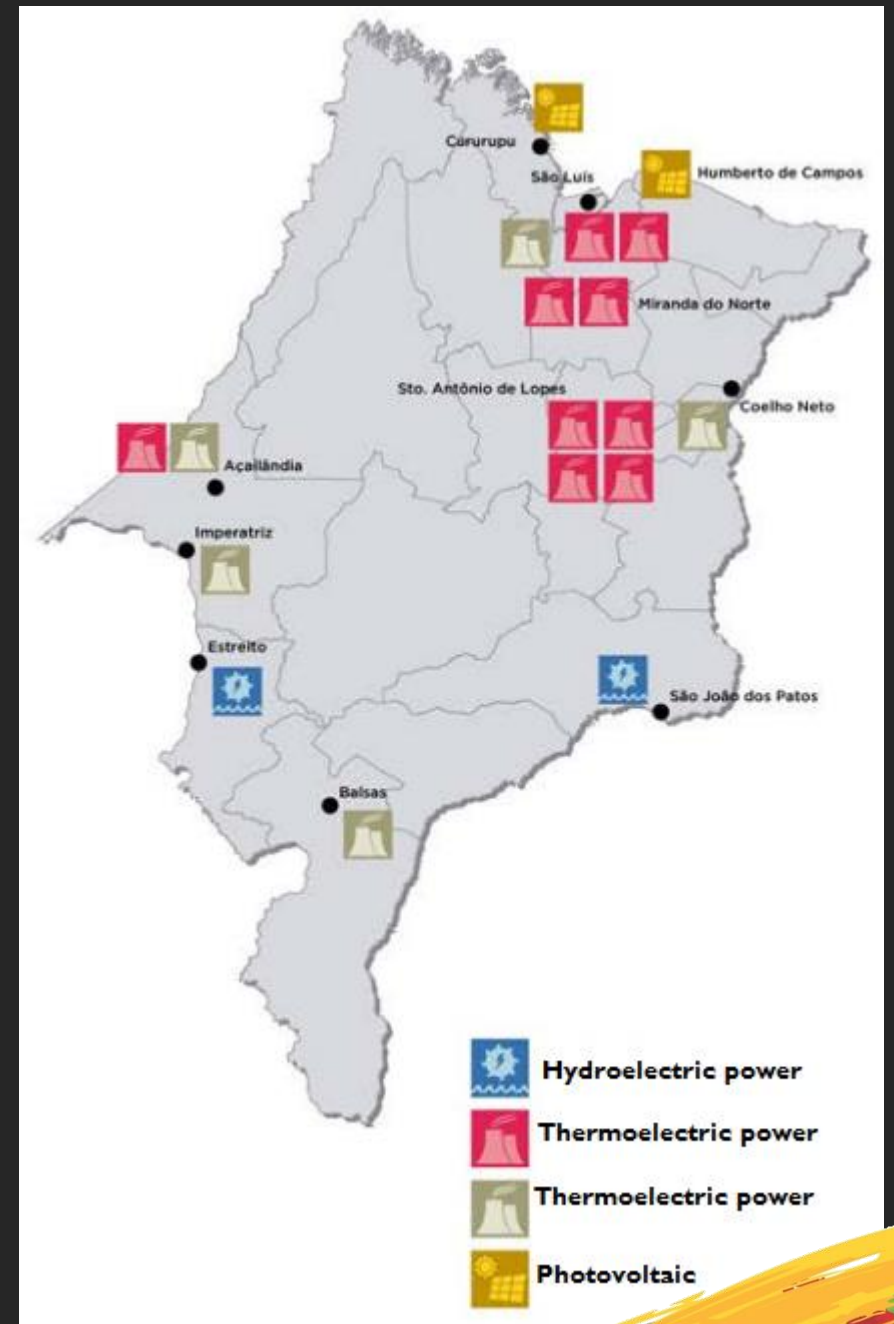 Cururupu
São Luís
Humberto de Campos
Miranda do Norte
Sto. Antônio de Lopes
Coelho Neto
Açailândia
Imperatriz
Estreito
São João dos Patos
Balsas
Hydroelectric power
Thermoelectric power
Thermoelectric power
Photovoltaic